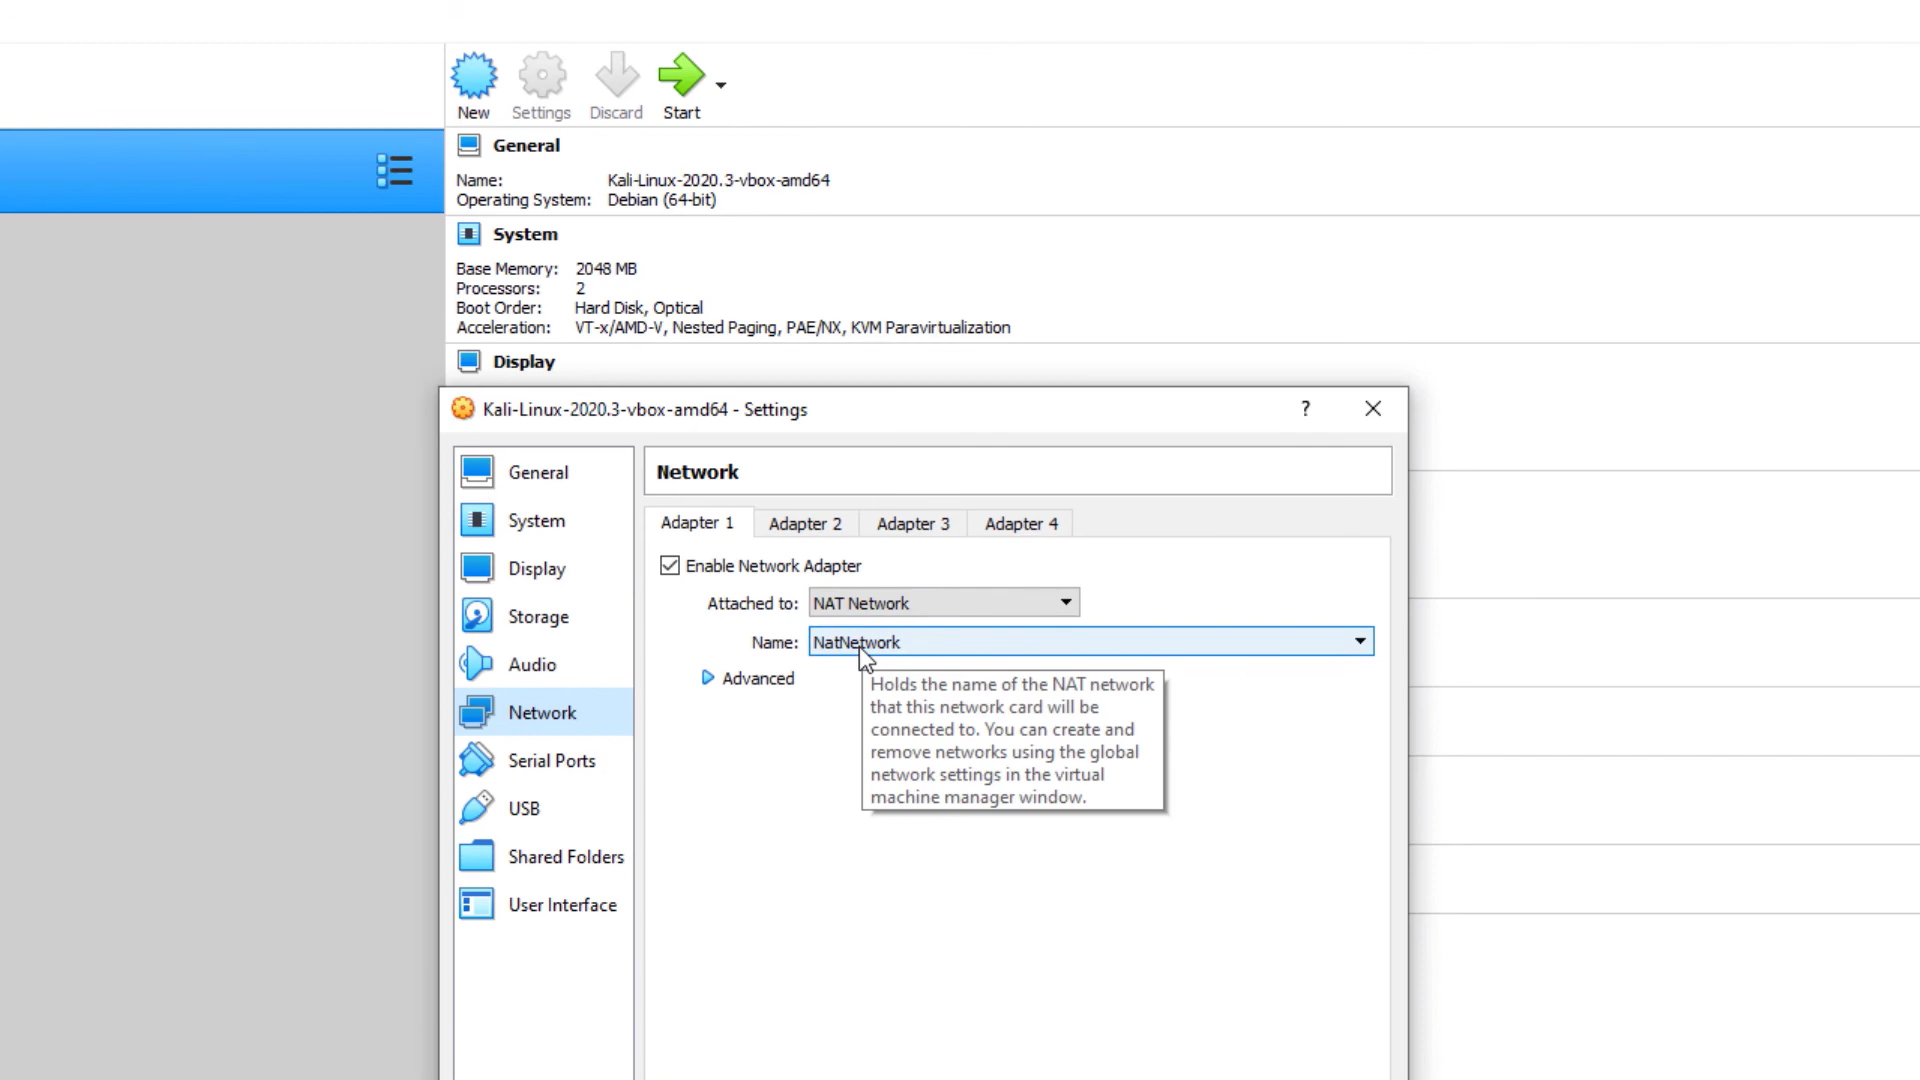 New Settings Discard Start
General
Name: Kali-Linux-2020.3-vbox-amd64
Operating System: Debian (64-bit)
System
Base Memory: 2048 MB
Processors: 2
Boot Order: Hard Disk, Optical
Acceleration: VT-x/AMD-V, Nested Paging, PAE/NX, KVM Paravirtualization
Display
Kali-Linux-2020.3-vbox-amd64 - Settings ?
General
System
Display
Storage
Audio
Network
Serial Ports
USB
Shared Folders
User Interface
Network
Adapter 1 Adapter 2 Adapter 3 Adapter 4
Enable Network Adapter
Attached to: NAT Network
Name: NatNetwork
Advanced
Holds the name of the NAT network
that this network card will be
connected to. You can create and
remove networks using the global
network settings in the virtual
machine manager window.